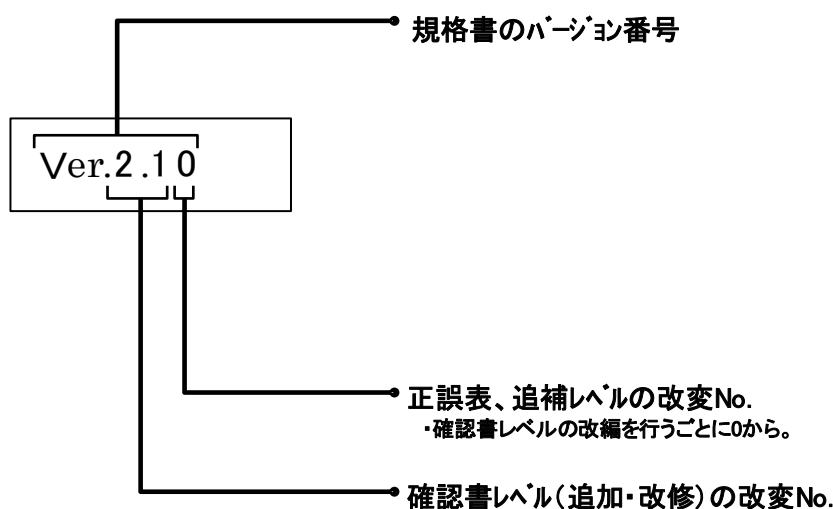 規格書のﾊﾞｰｼﾞｮﾝ番号
Ver.2.10
正誤表、追補ﾚﾍﾞﾙの改変No.
・確認書レベルの改編を行うごとに0から。
確認書ﾚﾍﾞﾙ（追加・改修）の改変No.